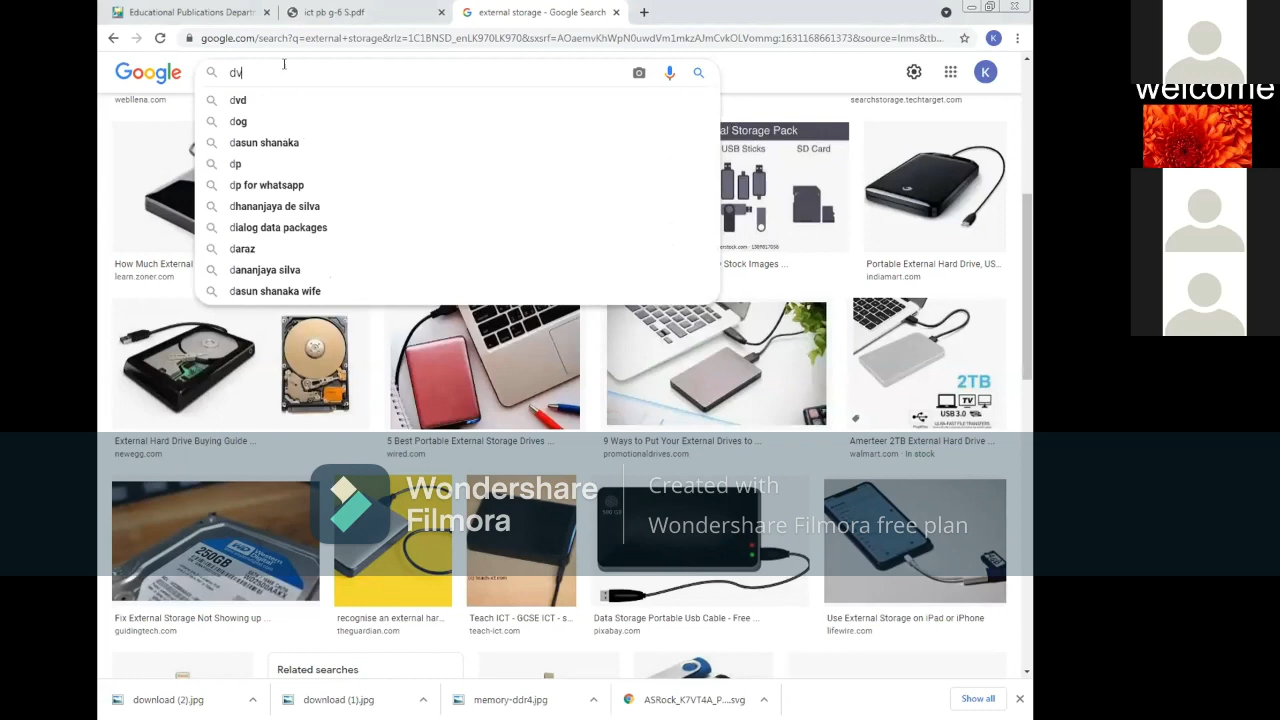 Educational Publications Departr
ict pb g-6 S.pdf
external storage - Google Search
google.com/search?q=external+storage&rlz=1C1BNSD_enLK970LK970&sxsrf=AOaemvKhWpN0uwdVm1mkzAJmCvkOLVommg:1631168661373&source=lnms&tb...
K
Google
dv
K
welcome
dvd
dog
dasun shanaka
dp
dp for whatsapp
dhananjaya de silva
dialog data packages
daraz
dananjaya silva
dasun shanaka wife
webllena.com
searchstorage.techtarget.com
al Storage Pack
USB Sticks
SD Card
How Much External
learn.zoner.com
Stock Images ...
Portable External Hard Drive, US...
indiamart.com
2TB
TV
USB 3.0
External Hard Drive Buying Guide ...
newegg.com
5 Best Portable External Storage Drives ...
wired.com
9 Ways to Put Your External Drives to ...
promotionaldrives.com
Amerteer 2TB External Hard Drive ...
walmart.com · In stock
Wondershare
Filmora
Created with
Wondershare Filmora free plan
250GB
Fix External Storage Not Showing up ...
guidingtech.com
recognise an external har...
theguardian.com
Teach ICT - GCSE ICT - s...
teach-ict.com
Data Storage Portable Usb Cable - Free ...
pixabay.com
Use External Storage on iPad or iPhone
lifewire.com
Related searches
download (2).jpg
download (1).jpg
memory-ddr4.jpg
ASRock_K7VT4A_P....svg
Show all